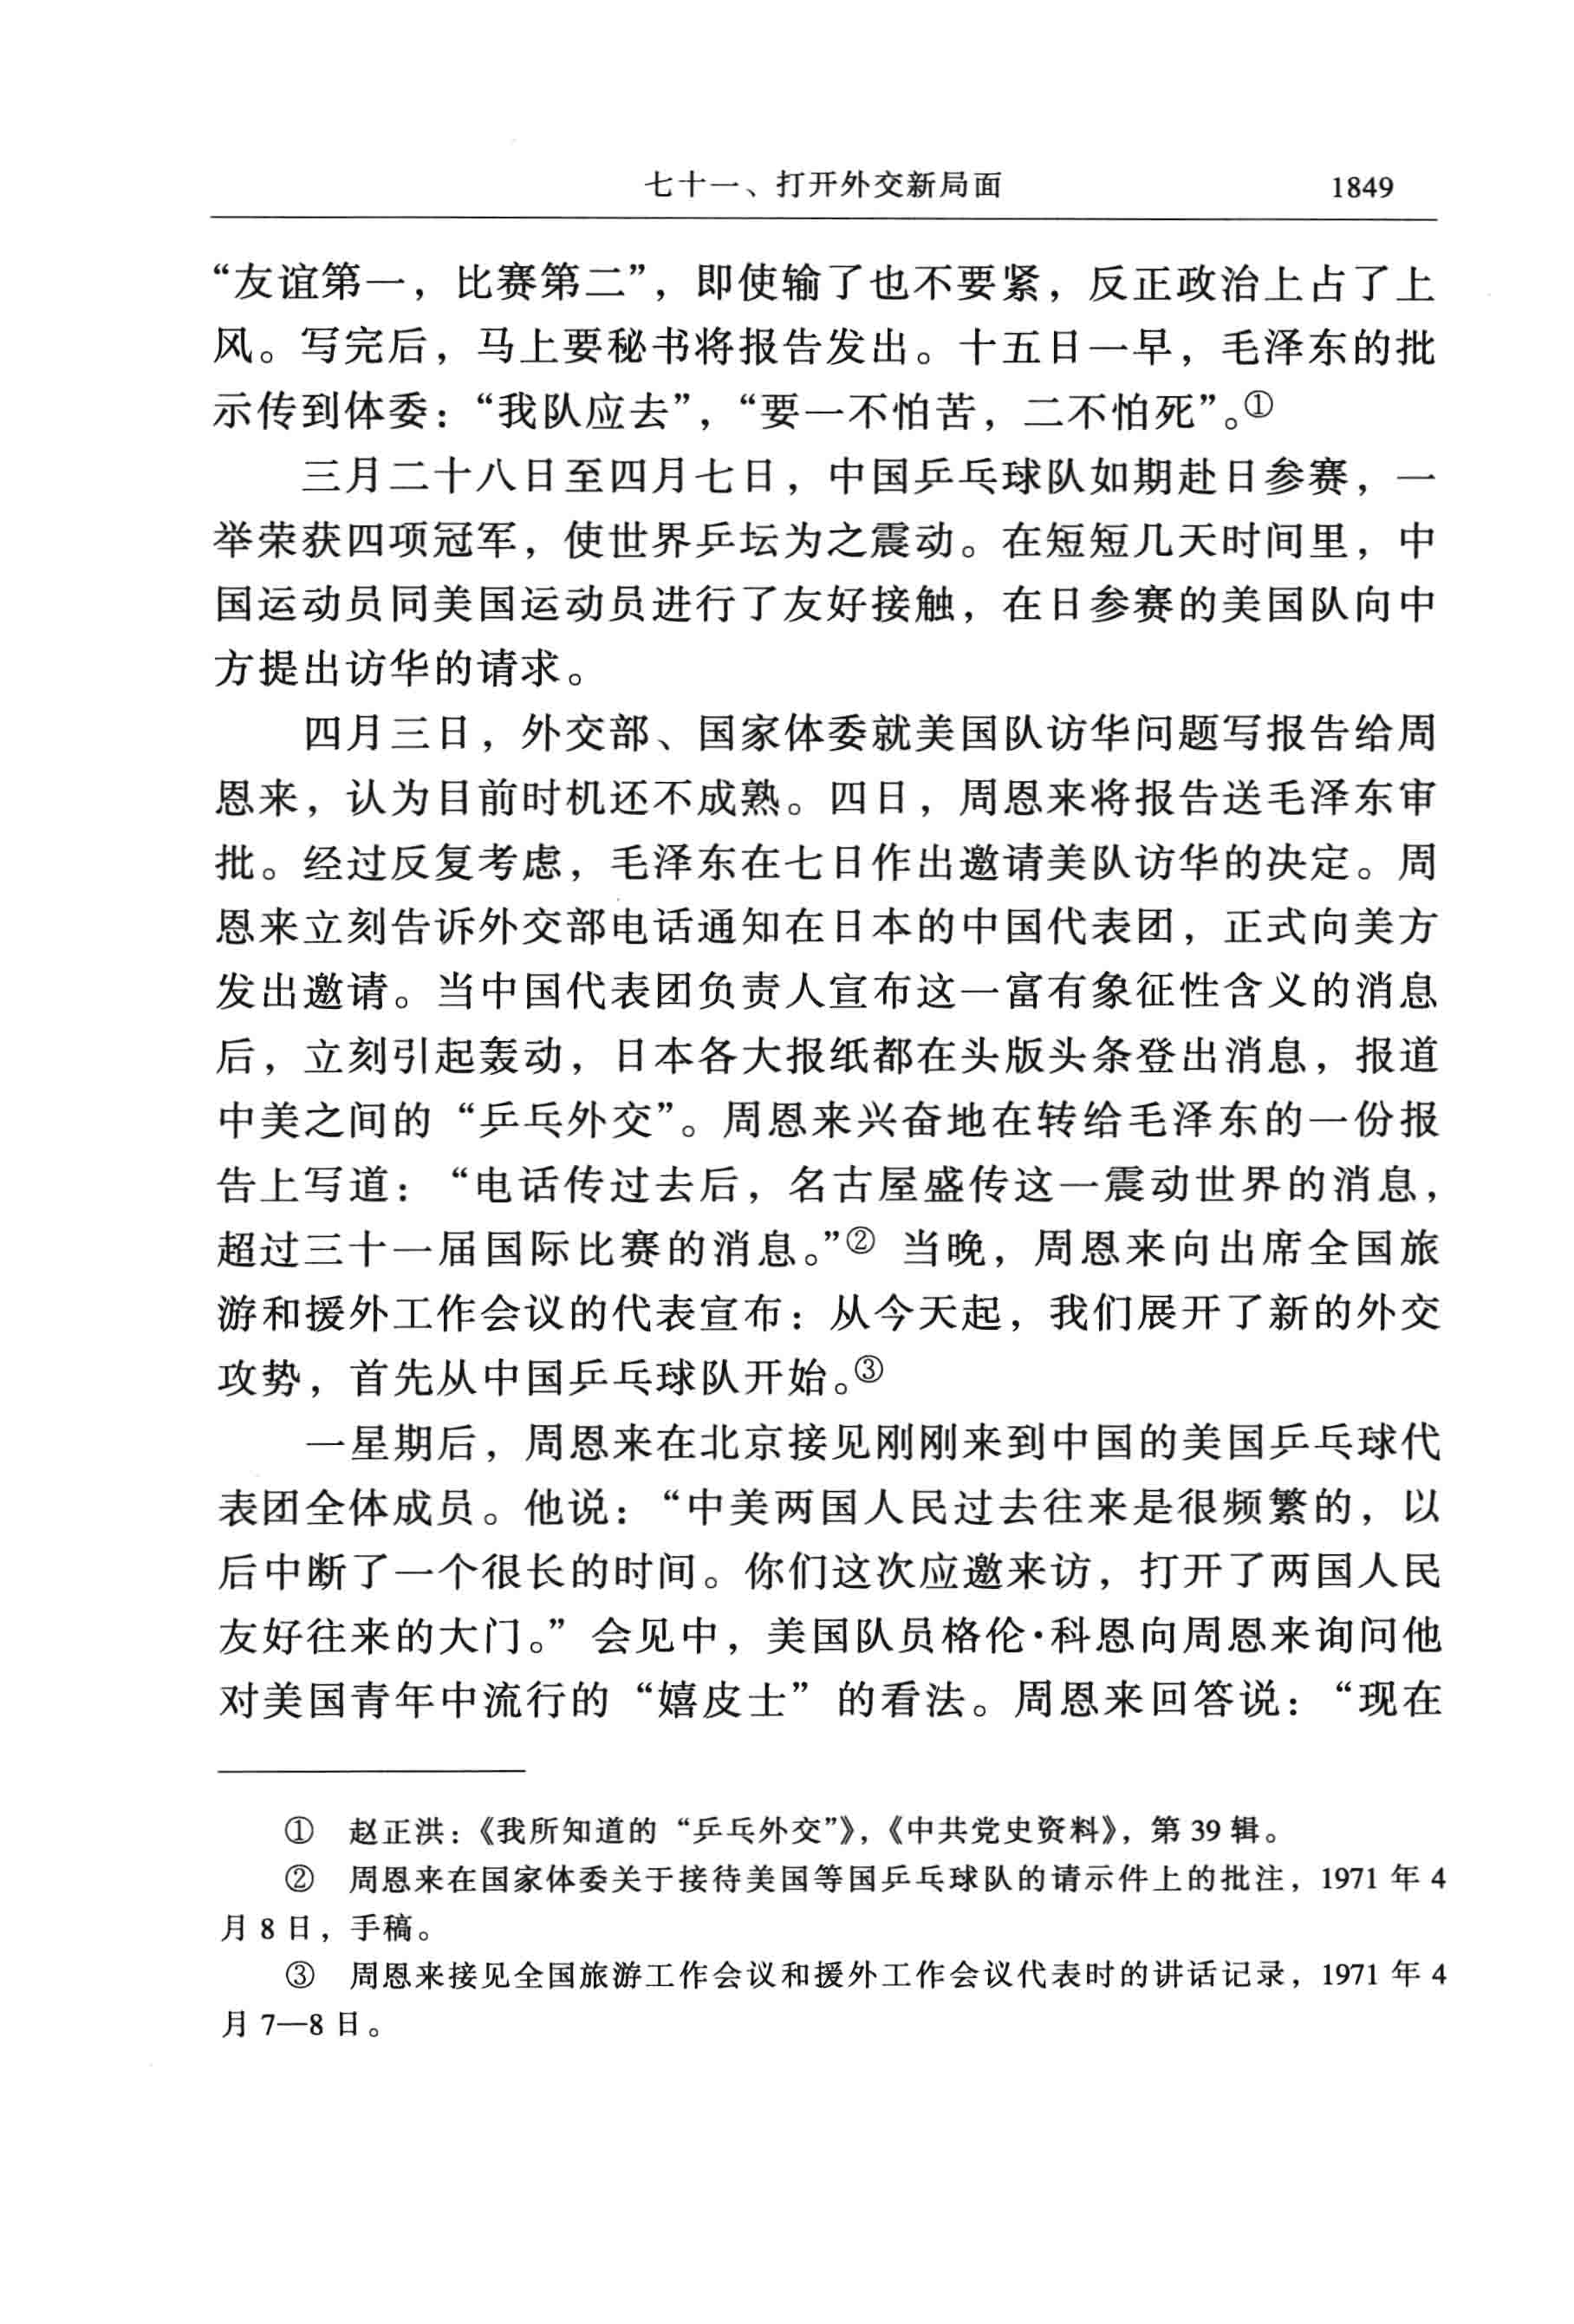 七十一、打开外交新局面 1849
“友谊第一，比赛第二”，即使输了也不要紧，反正政治上占了上
风。写完后，马上要秘书将报告发出。十五日一早，毛泽东的批
示传到体委：“我队应去”，“要一不怕苦，二不怕死”。①
三月二十八日至四月七日，中国乒乓球队如期赴日参赛，一
举荣获四项冠军，使世界乒坛为之震动。在短短几天时间里，中
国运动员同美国运动员进行了友好接触，在日参赛的美国队向中
方提出访华的请求。
四月三日，外交部、国家体委就美国队访华问题写报告给周
恩来，认为目前时机还不成熟。四日，周恩来将报告送毛泽东审
批。经过反复考虑，毛泽东在七日作出邀请美队访华的决定。周
恩来立刻告诉外交部电话通知在日本的中国代表团，正式向美方
发出邀请。当中国代表团负责人宣布这一富有象征性含义的消息
后，立刻引起轰动，日本各大报纸都在头版头条登出消息，报道
中美之间的“乒乓外交”。周恩来兴奋地在转给毛泽东的一份报
告上写道：“电话传过去后，名古屋盛传这一震动世界的消息，
超过三十一届国际比赛的消息。”② 当晚，周恩来向出席全国旅
游和援外工作会议的代表宣布：从今天起，我们展开了新的外交
攻势，首先从中国乒乓球队开始。③
一星期后，周恩来在北京接见刚刚来到中国的美国乒乓球代
表团全体成员。他说：“中美两国人民过去往来是很频繁的，以
后中断了一个很长的时间。你们这次应邀来访，打开了两国人民
友好往来的大门。”会见中，美国队员格伦·科恩向周恩来询问他
对美国青年中流行的“嬉皮士”的看法。周恩来回答说：“现在
① 赵正洪：《我所知道的“乒乓外交”》，《中共党史资料》，第 39 辑。
② 周恩来在国家体委关于接待美国等国乒乓球队的请示件上的批注，1971 年 4
月 8 日，手稿。
③ 周恩来接见全国旅游工作会议和援外工作会议代表时的讲话记录，1971 年 4
月 7—8 日。